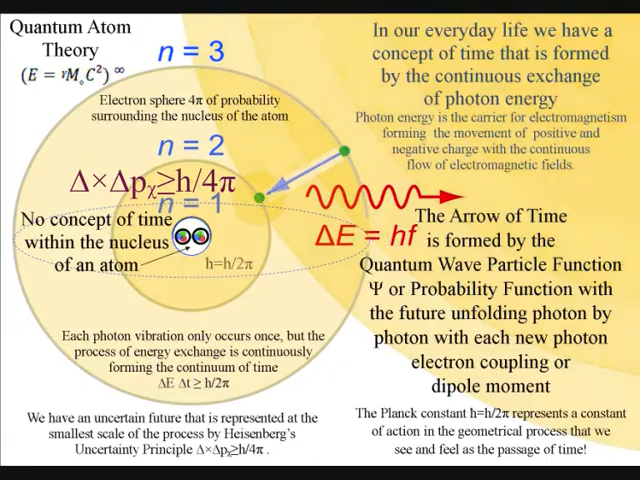 Quantum Atom
Theory
(E = γM₀C²)∞
n = 3
Electron sphere 4π of probability
surrounding the nucleus of the atom
n = 2
Δ×Δpᵪ≥h/4π
n = 1
No concept of time
within the nucleus
of an atom
h=h/2π
Each photon vibration only occurs once, but the
process of energy exchange is continuously
forming the continuum of time
ΔE Δt ≥ h/2π
We have an uncertain future that is represented at the
smallest scale of the process by Heisenberg's
Uncertainty Principle Δ×Δpᵪ≥h/4π .
In our everyday life we have a
concept of time that is formed
by the continuous exchange
of photon energy
Photon energy is the carrier for electromagnetism
forming the movement of positive and
negative charge with the continuous
flow of electromagnetic fields.
ΔE = hf
The Arrow of Time
is formed by the
Quantum Wave Particle Function
Ψ or Probability Function with
the future unfolding photon by
photon with each new photon
electron coupling or
dipole moment
The Planck constant ħ=h/2π represents a constant
of action in the geometrical process that we
see and feel as the passage of time!